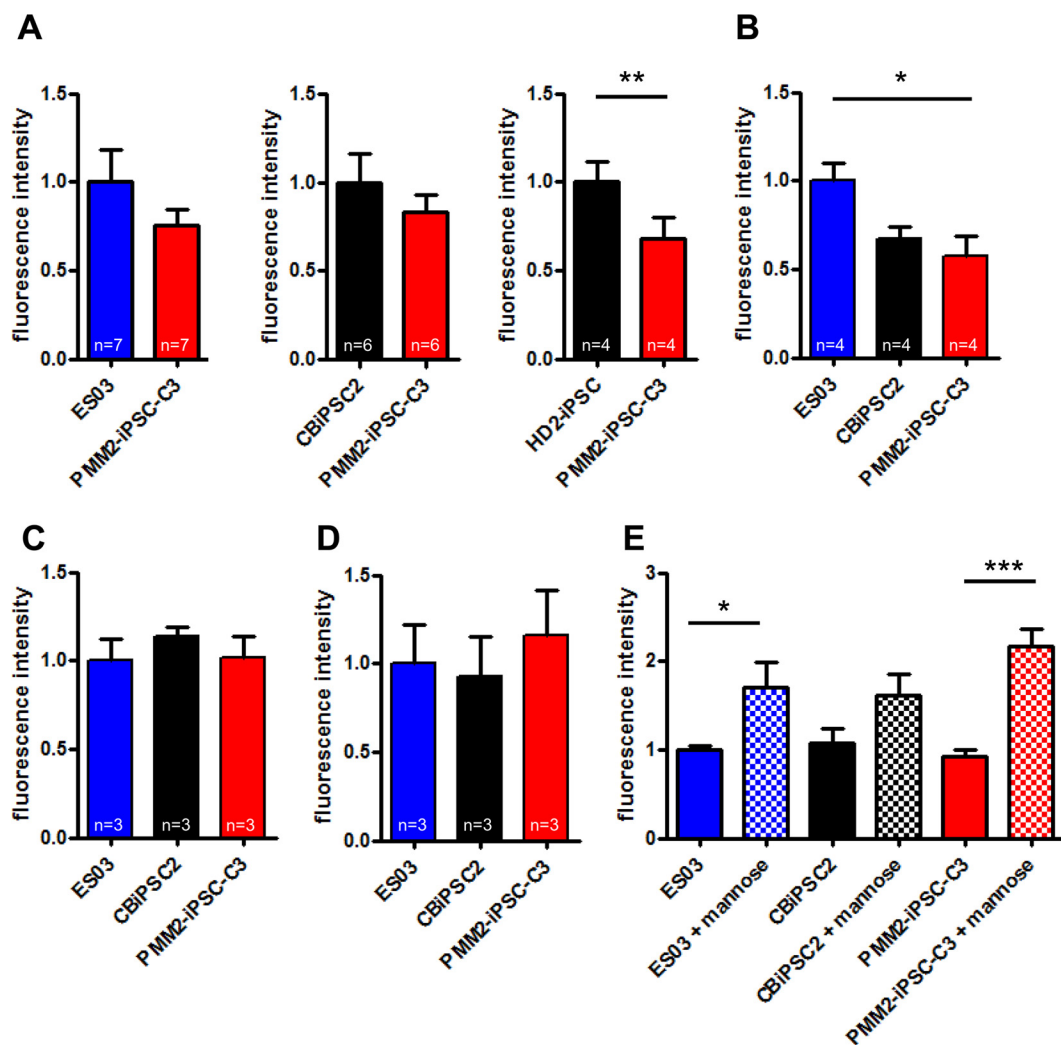 A
fluorescence intensity
1.5
1.0
0.5
0.0
n=7
n=7
ES03
PMM2-iPSC-C3
fluorescence intensity
1.5
1.0
0.5
0.0
n=6
n=6
CBiPSC2
PMM2-iPSC-C3
fluorescence intensity
1.5
1.0
0.5
0.0
**
n=4
n=4
HD2-iPSC
PMM2-iPSC-C3
B
fluorescence intensity
1.5
1.0
0.5
0.0
*
n=4
n=4
n=4
ES03
CBiPSC2
PMM2-iPSC-C3
C
fluorescence intensity
1.5
1.0
0.5
0.0
n=3
n=3
n=3
ES03
CBiPSC2
PMM2-iPSC-C3
D
fluorescence intensity
1.5
1.0
0.5
0.0
n=3
n=3
n=3
ES03
CBiPSC2
PMM2-iPSC-C3
E
fluorescence intensity
3
2
1
0
*
***
ES03
ES03 + mannose
CBiPSC2
CBiPSC2 + mannose
PMM2-iPSC-C3
PMM2-iPSC-C3 + mannose